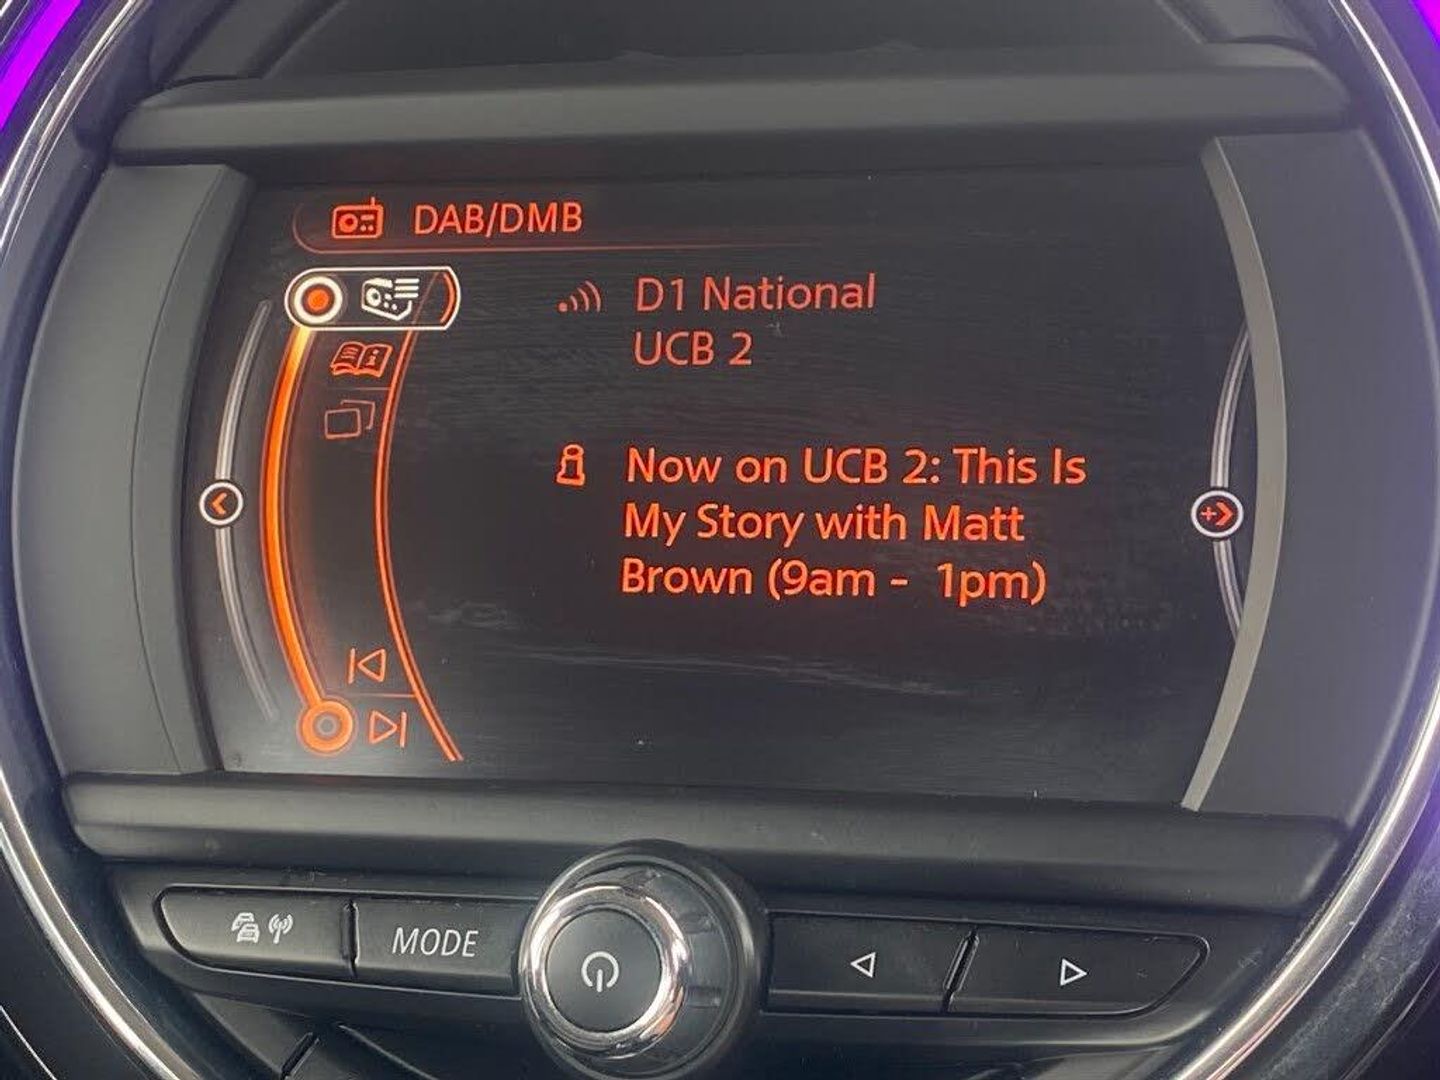 DAB/DMB
D1 National
UCB 2
Now on UCB 2: This Is
My Story with Matt
Brown (9am - 1pm)
MODE